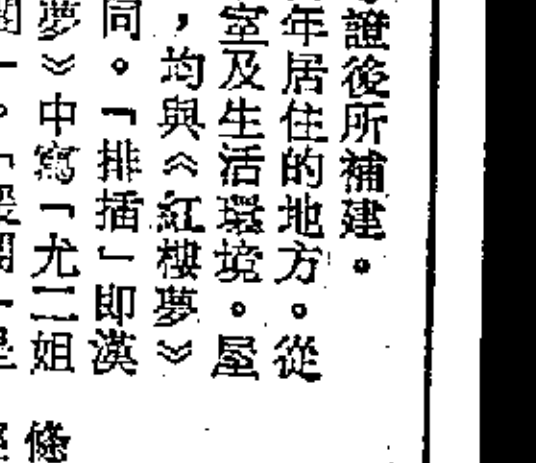 證後所補建。
年居住的地方。從
室及生活環境。屋
，均與《紅樓夢》
同。「排插」即漢
夢》中寫「尤二姐
條